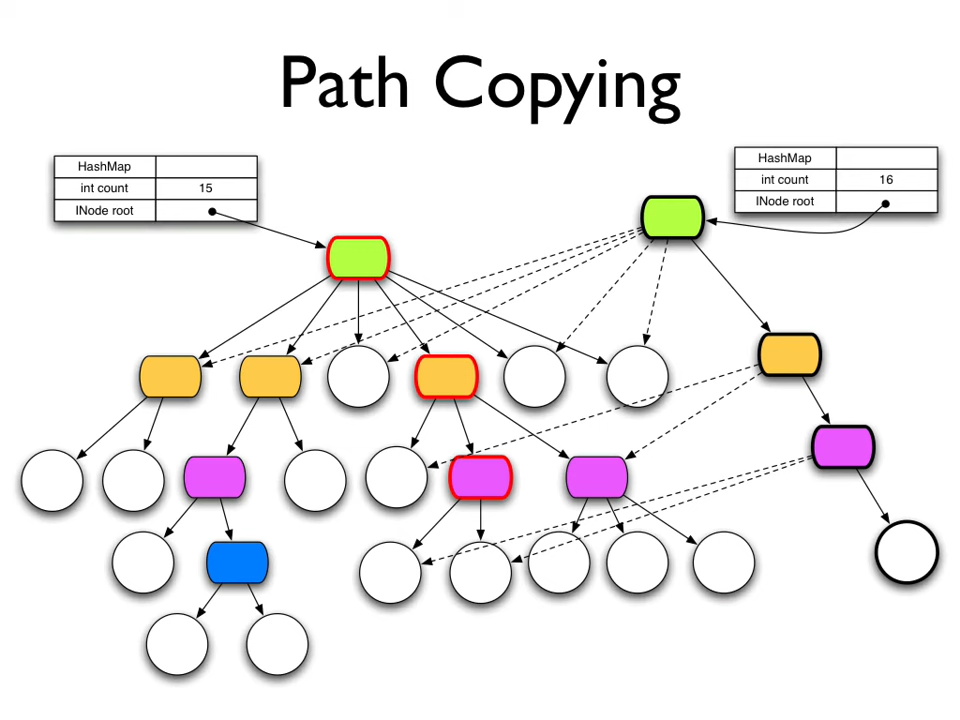 Path Copying
HashMap
int count 15
INode root
HashMap
int count 16
INode root